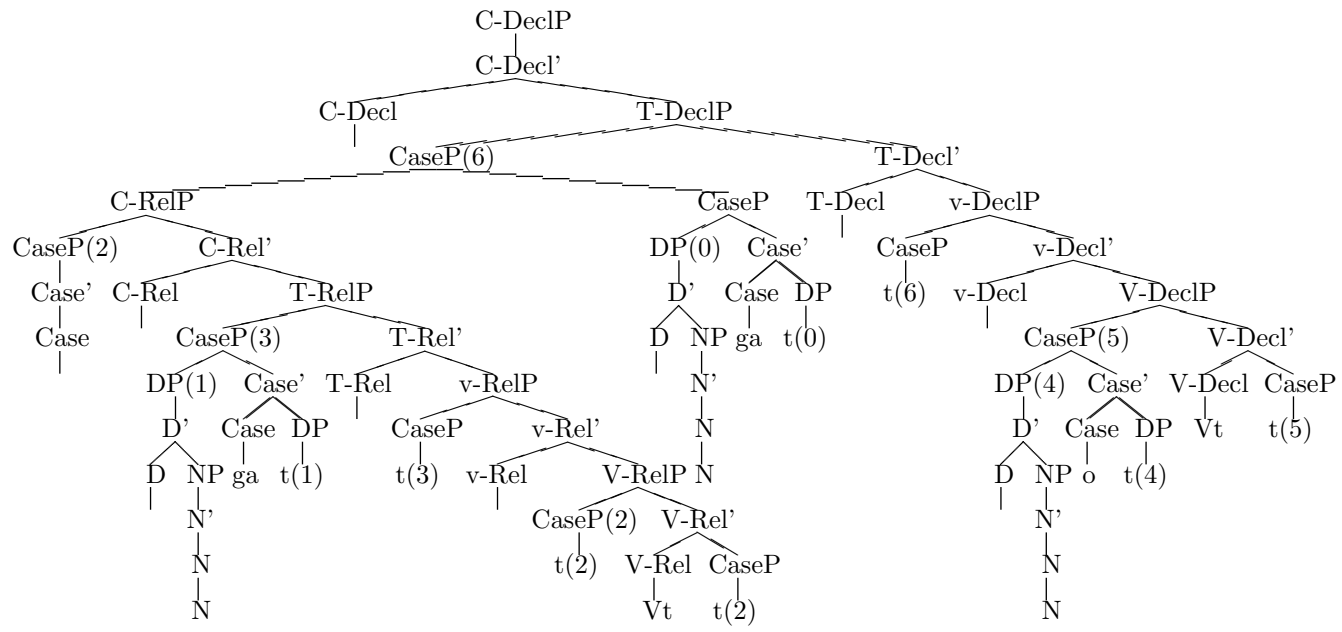 C-DeclP
C-Decl'
C-Decl T-DeclP
CaseP(6) T-Decl'
C-RelP CaseP T-Decl v-DeclP
CaseP(2) C-Rel' DP(0) Case' CaseP v-Decl'
Case' C-Rel T-RelP D' Case DP t(6) v-Decl V-DeclP
Case CaseP(3) T-Rel' D NP ga t(0) CaseP(5) V-Decl'
DP(1) Case' T-Rel v-RelP N' DP(4) Case' V-Decl CaseP
D' Case DP CaseP v-Rel' N D' Case DP Vt t(5)
D NP ga t(1) t(3) v-Rel V-RelP N D NP o t(4)
N' CaseP(2) V-Rel' N'
N t(2) V-Rel CaseP N
N Vt t(2) N